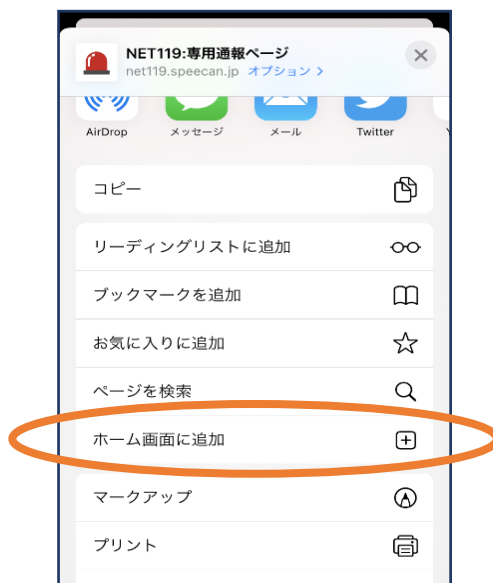 NET119:専用通報ページ
net119.speecan.jp オプション >
AirDrop メッセージ メール Twitter
コピー
リーディングリストに追加
ブックマークを追加
お気に入りに追加
ページを検索
ホーム画面に追加
マークアップ
プリント